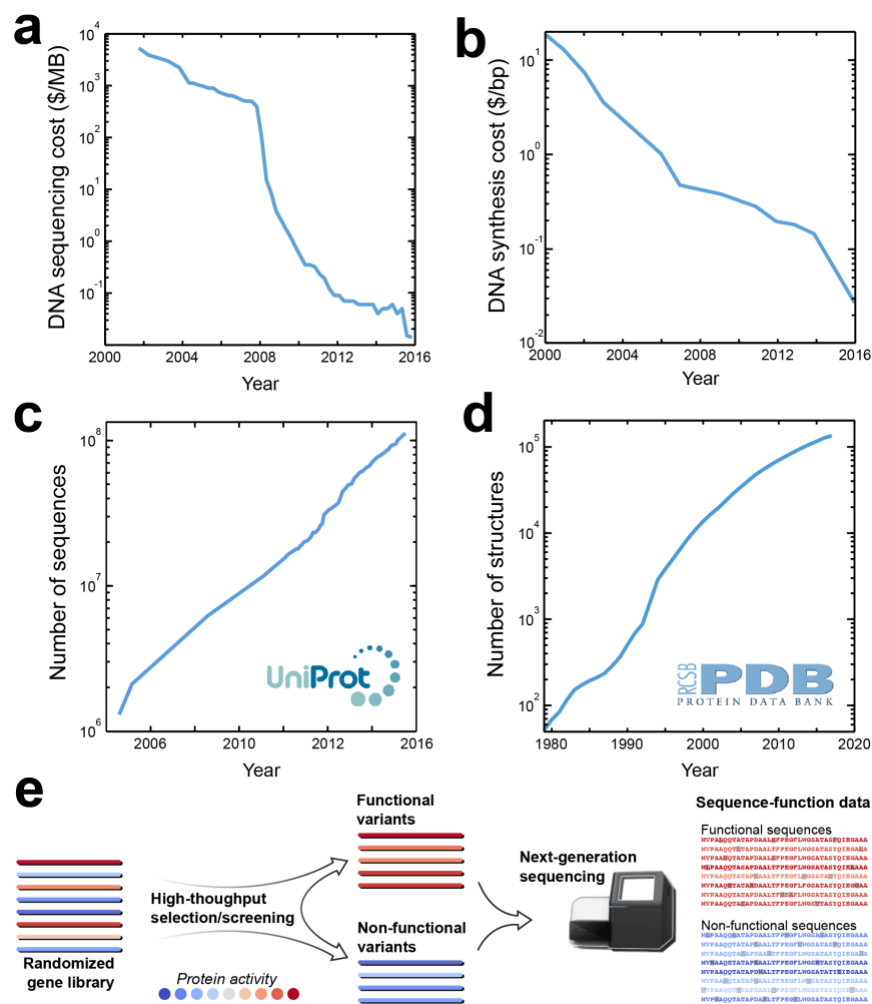 a
DNA sequencing cost ($/MB)
10^4
10^3
10^2
10^1
10^0
10^-1
2000 2004 2008 2012 2016
Year
b
DNA synthesis cost ($/bp)
10^1
10^0
10^-1
10^-2
2000 2004 2008 2012 2016
Year
c
Number of sequences
10^8
10^7
10^6
2006 2010 2012 2016
Year
UniProt
d
Number of structures
10^5
10^4
10^3
10^2
1980 1990 2000 2010 2020
Year
RCSB
PDB
PROTEIN DATA BANK
e
Randomized
gene library
High-thoughput
selection/screening
Protein activity
Functional
variants
Non-functional
variants
Next-generation
sequencing
Sequence-function data
Functional sequences
Non-functional sequences